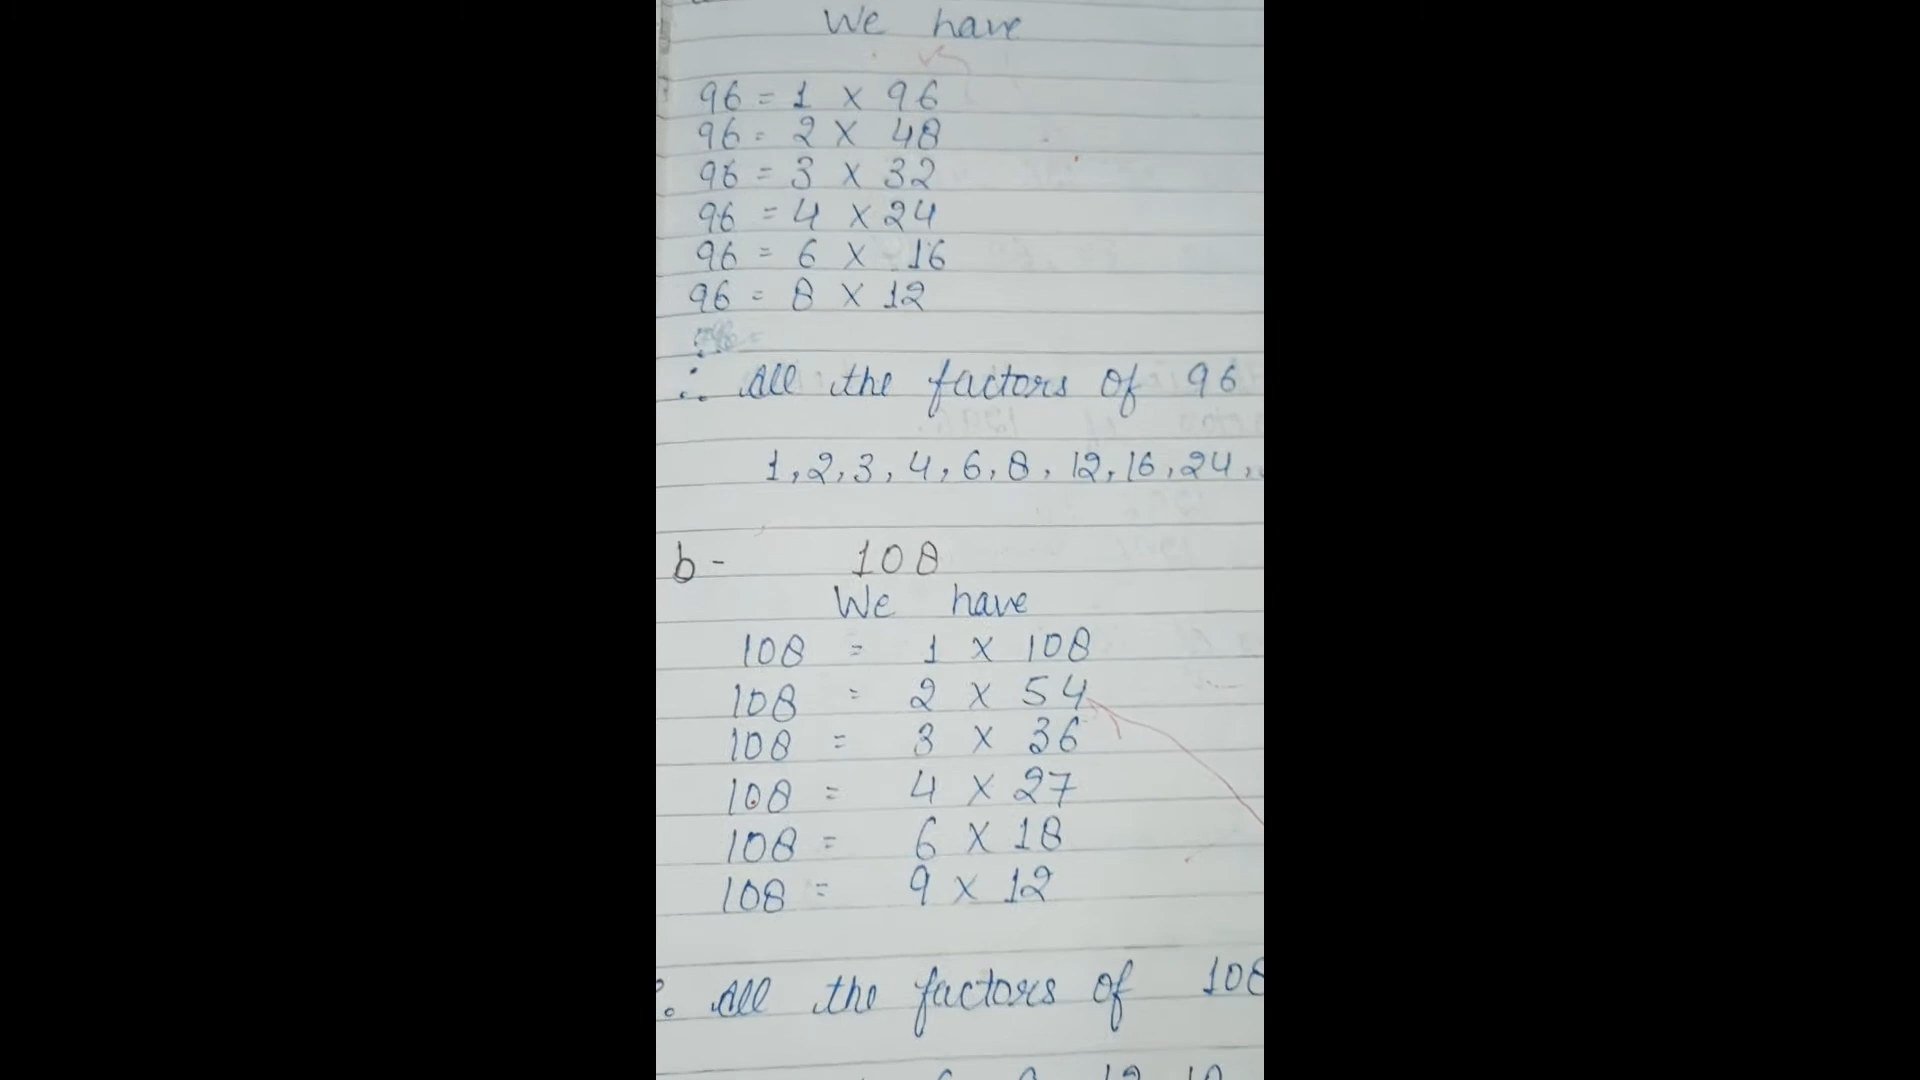 We have
96 = 1 x 96
96 = 2 x 48
96 = 3 x 32
96 = 4 x 24
96 = 6 x 16
96 = 8 x 12
∴ All the factors of 96
1, 2, 3, 4, 6, 8, 12, 16, 24,
b- 108
We have
108 = 1 x 108
108 = 2 x 54
108 = 3 x 36
108 = 4 x 27
108 = 6 x 18
108 = 9 x 12
∴ All the factors of 108